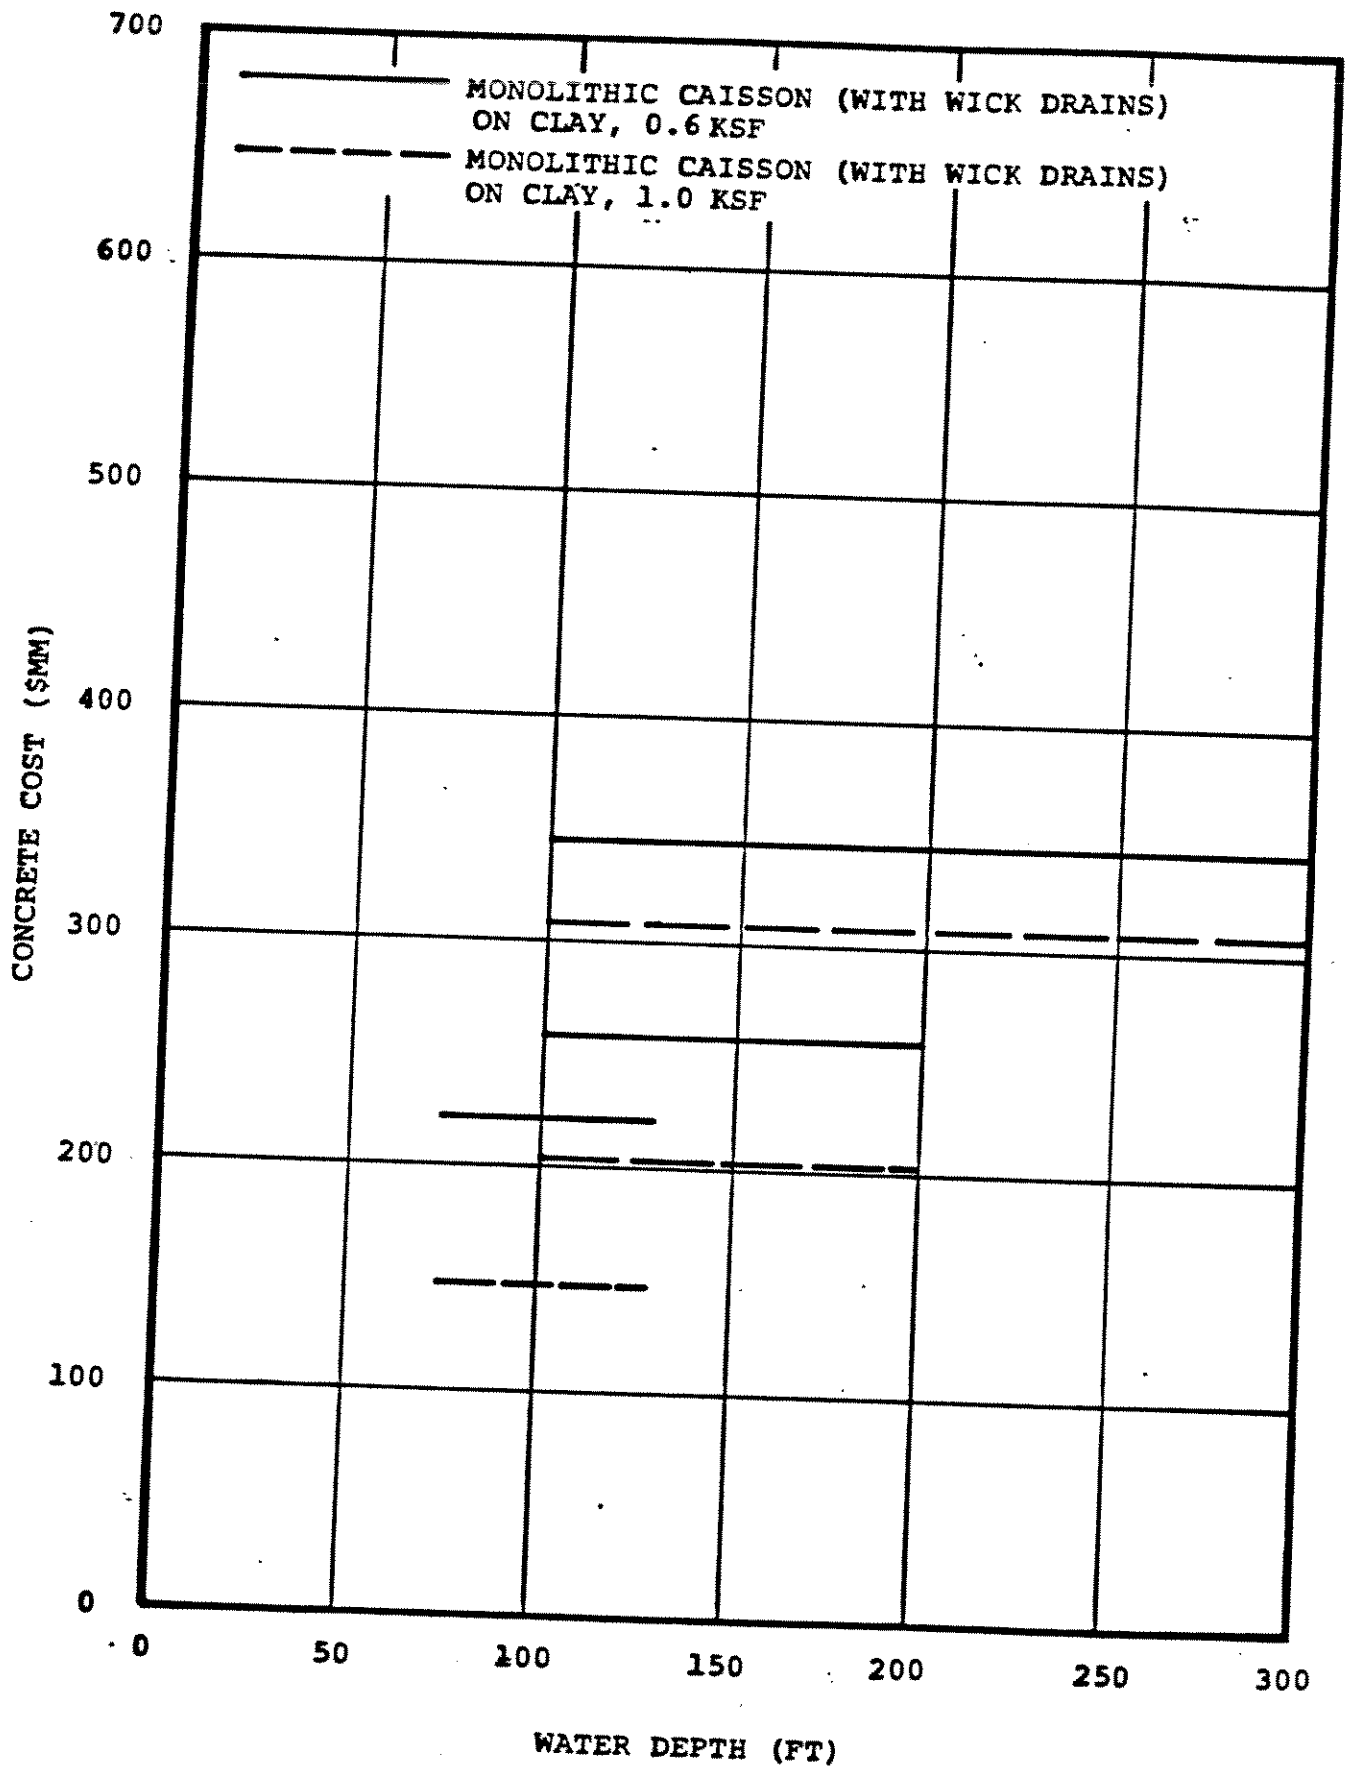 700
MONOLITHIC CAISSON (WITH WICK DRAINS)
ON CLAY, 0.6 KSF
MONOLITHIC CAISSON (WITH WICK DRAINS)
ON CLAY, 1.0 KSF
600
500
400
300
200
100
0
CONCRETE COST ($MM)
0 50 100 150 200 250 300
WATER DEPTH (FT)